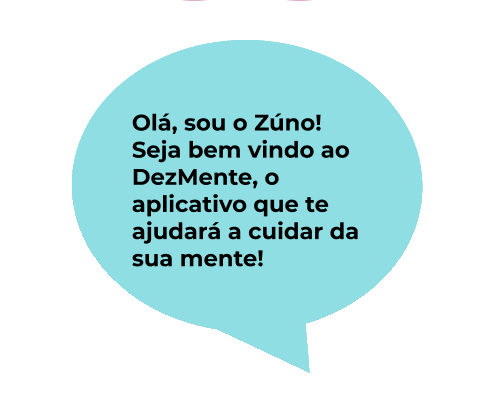 Olá, sou o Zúno!
Seja bem vindo ao
DezMente, o
aplicativo que te
ajudará a cuidar da
sua mente!